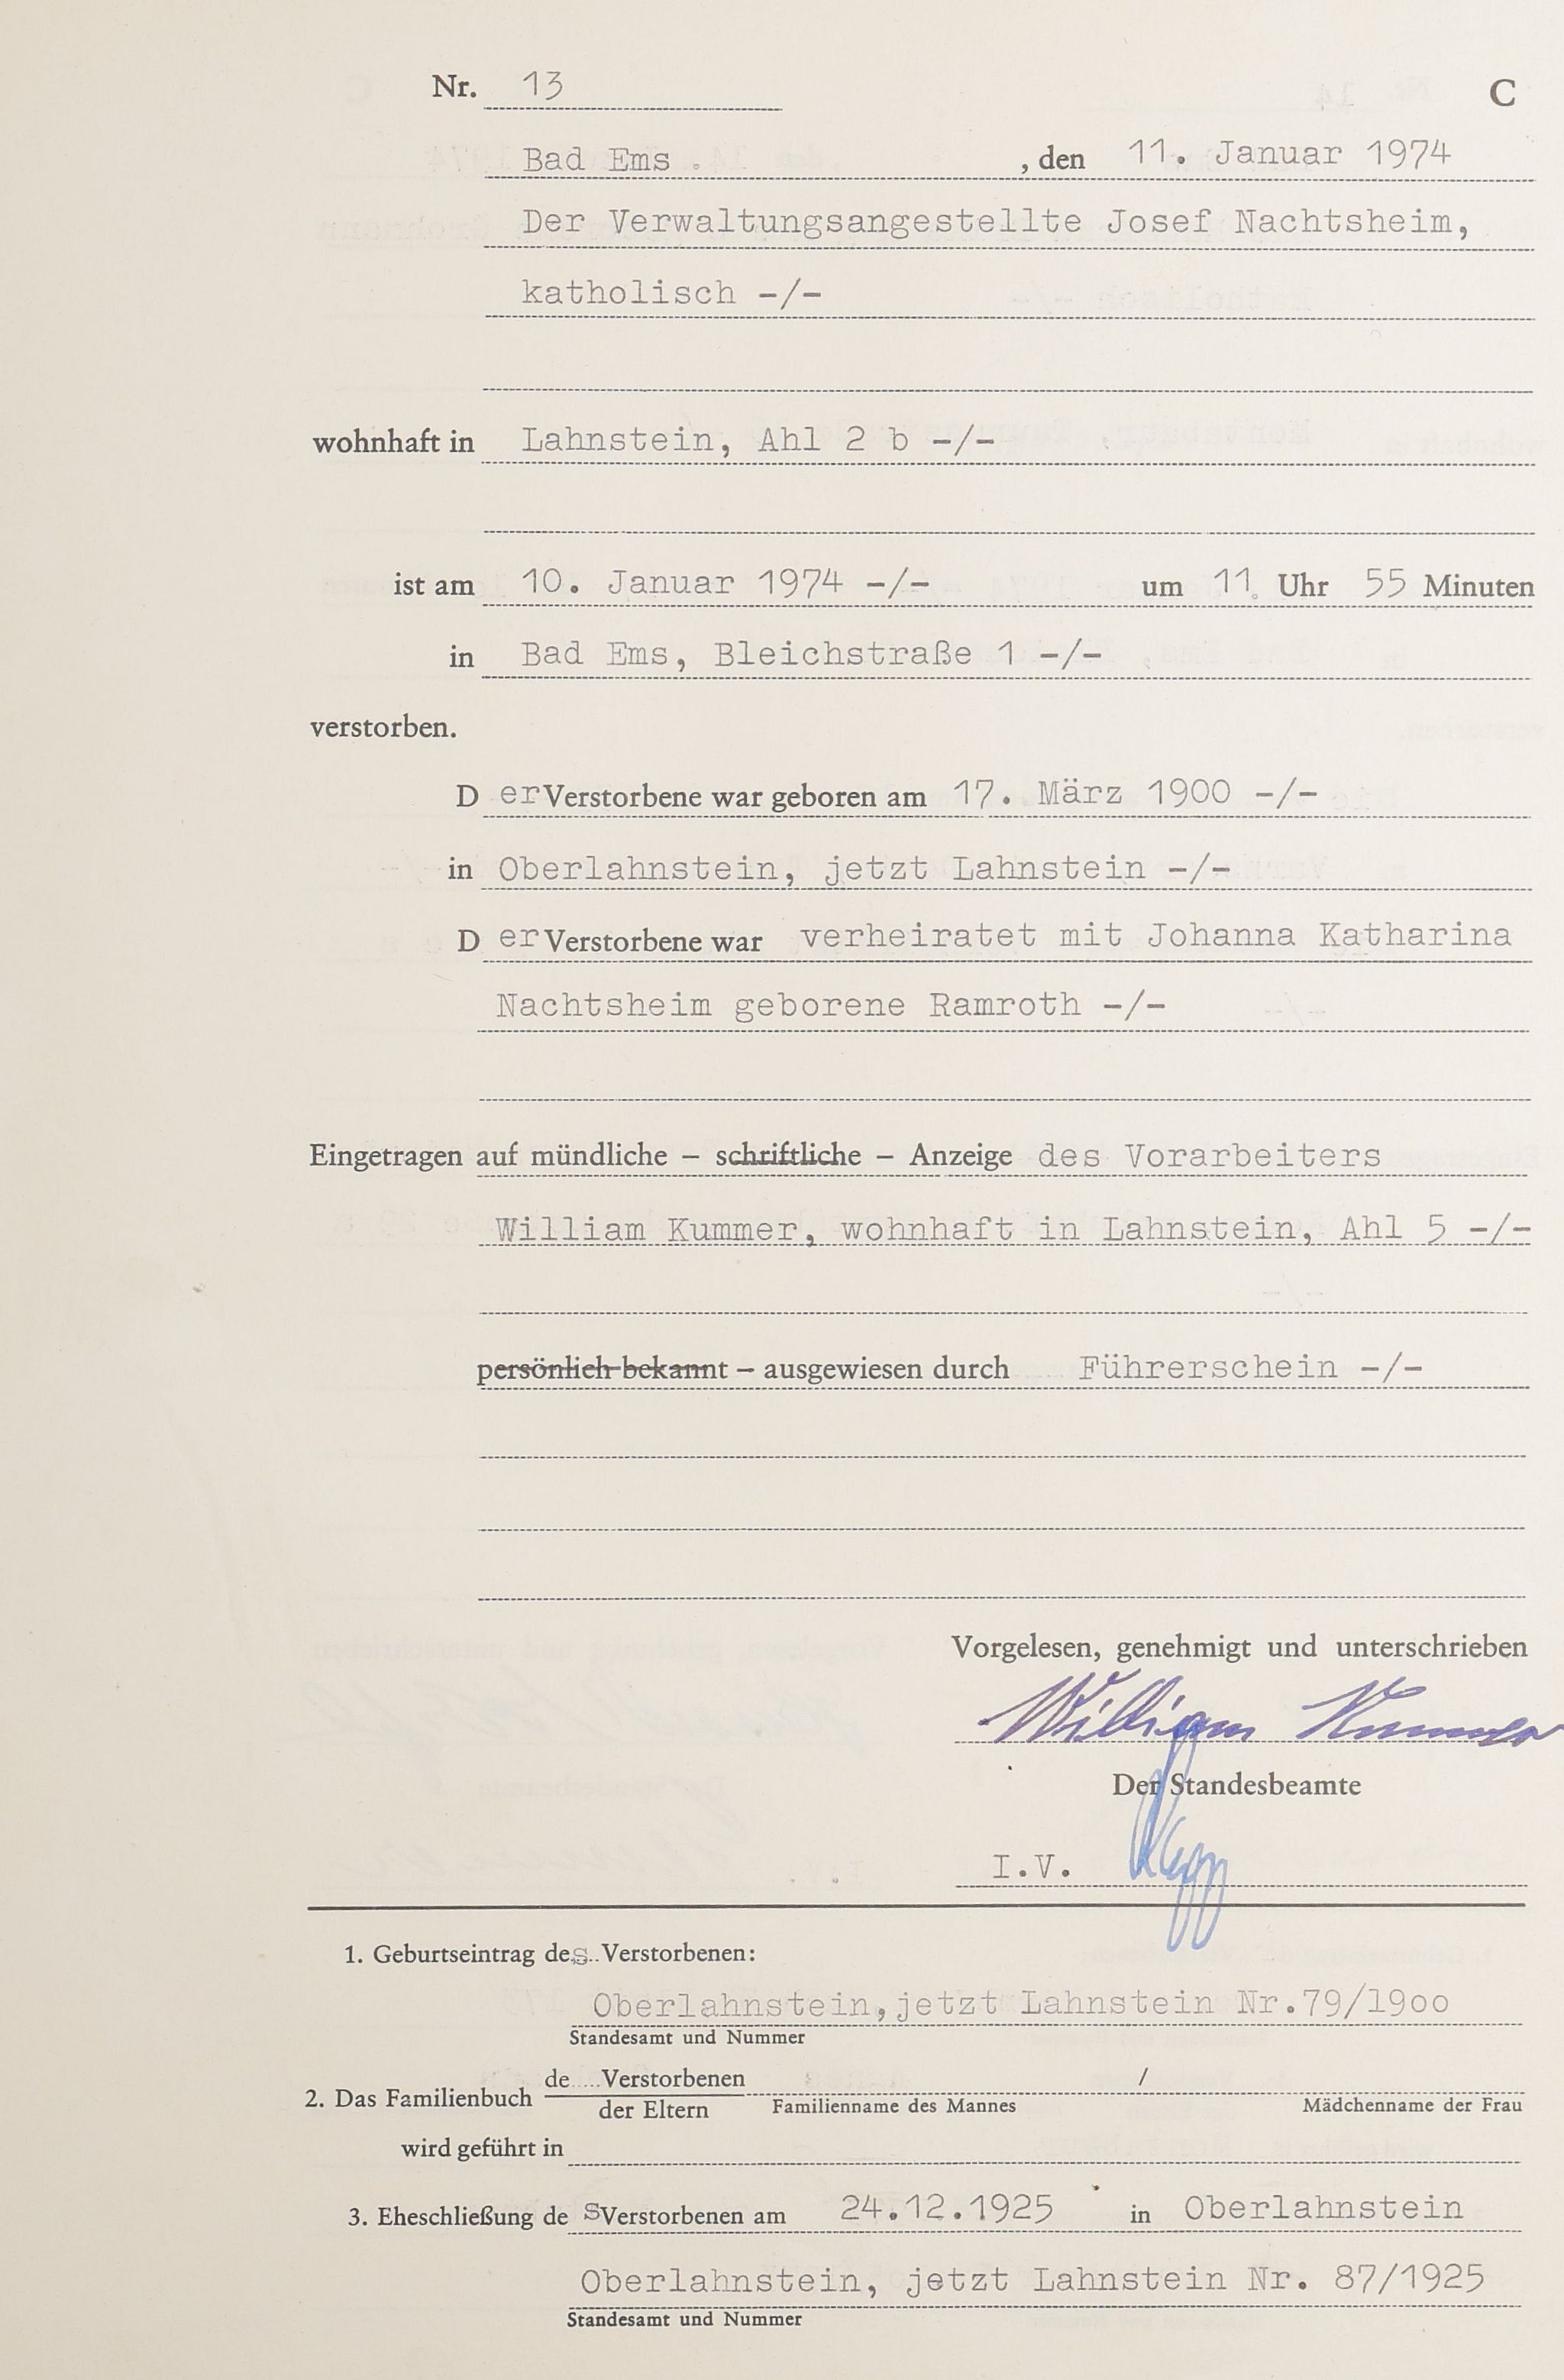 Nr. 13 C
Bad Ems , den 11. Januar 1974
Der Verwaltungsangestellte Josef Nachtsheim,
katholisch -/-
wohnhaft in Lahnstein, Ahl 2 b -/-
ist am 10. Januar 1974 -/- um 11 Uhr 55 Minuten
in Bad Ems, Bleichstraße 1 -/-
verstorben.
D er Verstorbene war geboren am 17. März 1900 -/-
in Oberlahnstein, jetzt Lahnstein -/-
D er Verstorbene war verheiratet mit Johanna Katharina
Nachtsheim geborene Ramroth -/-
Eingetragen auf mündliche – schriftliche – Anzeige des Vorarbeiters
William Kummer, wohnhaft in Lahnstein, Ahl 5 -/-
persönlich bekannt – ausgewiesen durch Führerschein -/-
Vorgelesen, genehmigt und unterschrieben
William Kummer
Der Standesbeamte
I.V.
1. Geburtseintrag des Verstorbenen:
Oberlahnstein,jetzt Lahnstein Nr.79/19oo
Standesamt und Nummer
2. Das Familienbuch de Verstorbenen /
der Eltern Familienname des Mannes Mädchenname der Frau
wird geführt in
3. Eheschließung des Verstorbenen am 24.12.1925 in Oberlahnstein
Oberlahnstein, jetzt Lahnstein Nr. 87/1925
Standesamt und Nummer